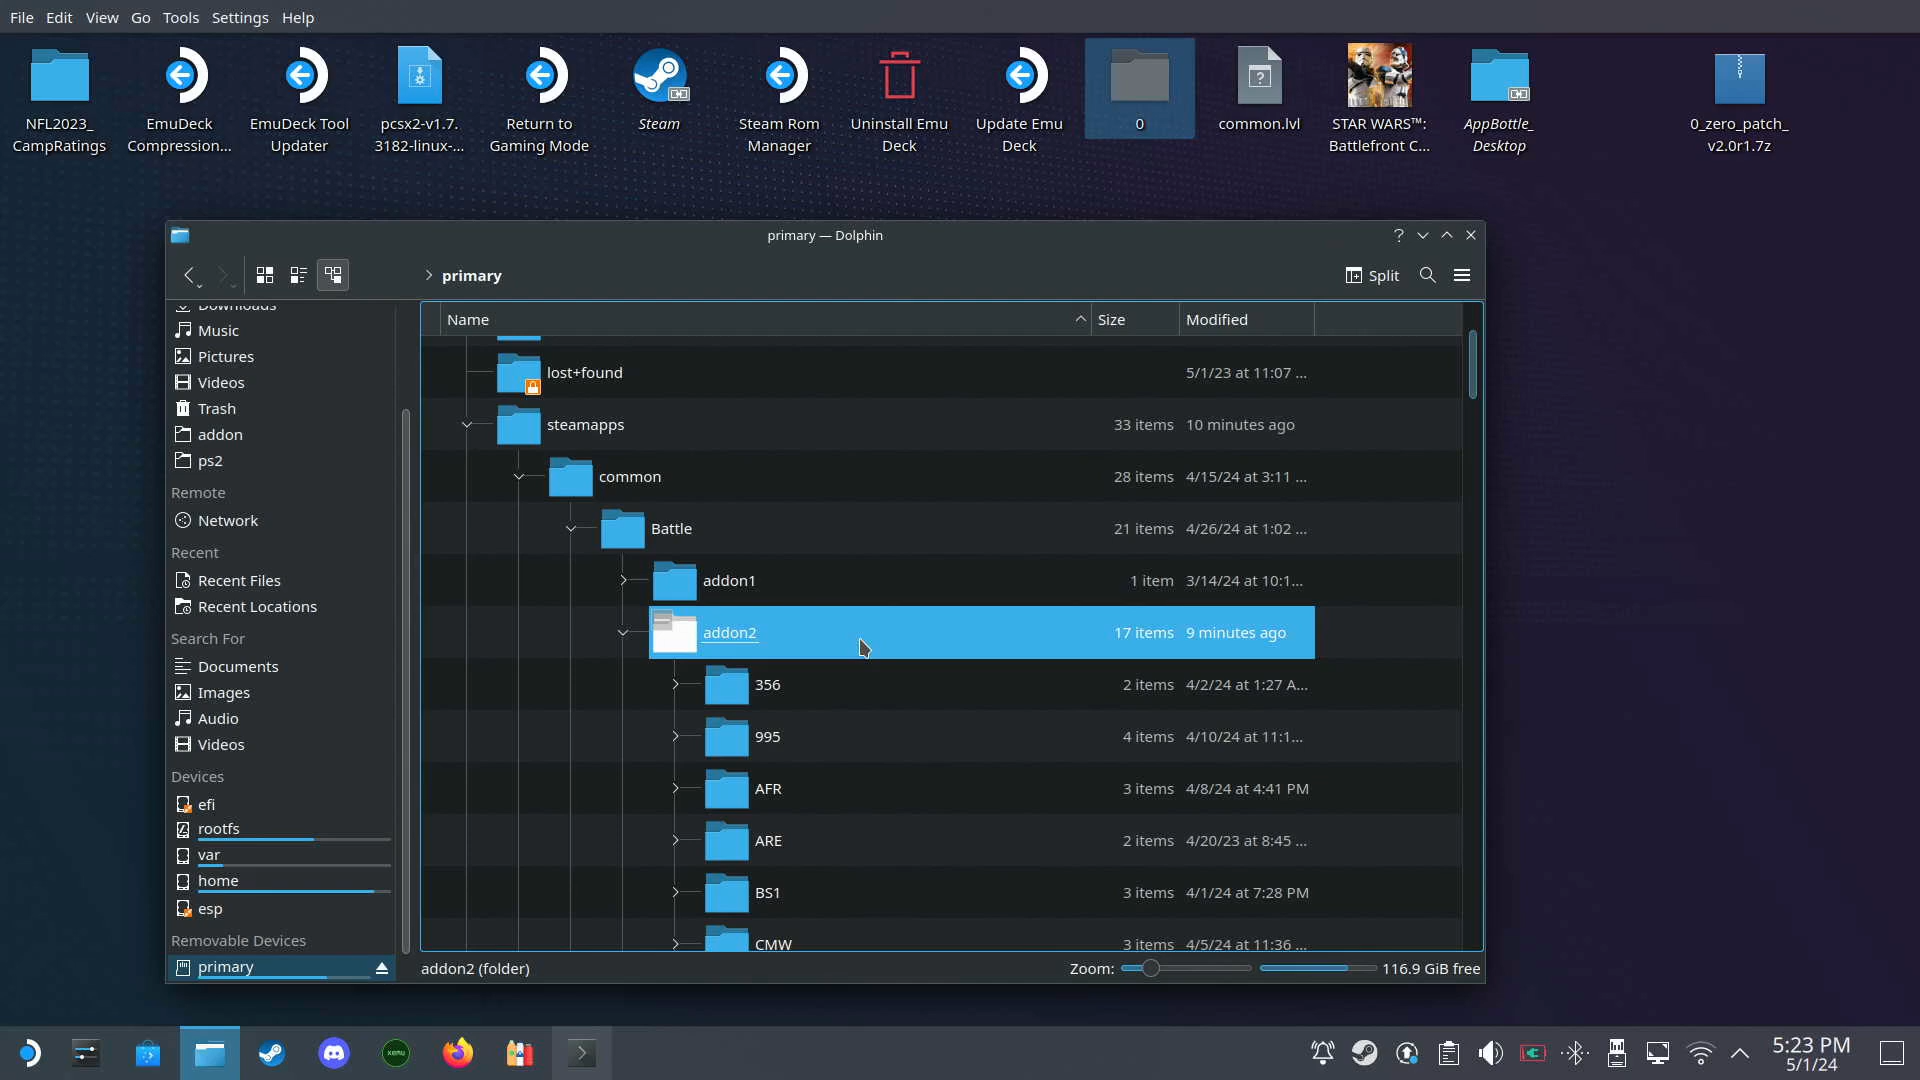 File Edit View Go Tools Settings Help
NFL2023_
CampRatings
EmuDeck
Compression...
EmuDeck Tool
Updater
pcsx2-v1.7.
3182-linux-...
Return to
Gaming Mode
Steam
Steam Rom
Manager
Uninstall Emu
Deck
Update Emu
Deck
0
common.lvl
STAR WARS™:
Battlefront C...
AppBottle_
Desktop
0_zero_patch_
v2.0r1.7z
primary — Dolphin
primary
Split
Downloads
Music
Pictures
Videos
Trash
addon
ps2
Remote
Network
Recent
Recent Files
Recent Locations
Search For
Documents
Images
Audio
Videos
Devices
efi
rootfs
var
home
esp
Removable Devices
primary
Name Size Modified
lost+found 5/1/23 at 11:07 ...
steamapps 33 items 10 minutes ago
common 28 items 4/15/24 at 3:11 ...
Battle 21 items 4/26/24 at 1:02 ...
addon1 1 item 3/14/24 at 10:1...
addon2 17 items 9 minutes ago
356 2 items 4/2/24 at 1:27 A...
995 4 items 4/10/24 at 11:1...
AFR 3 items 4/8/24 at 4:41 PM
ARE 2 items 4/20/23 at 8:45 ...
BS1 3 items 4/1/24 at 7:28 PM
CMW 3 items 4/5/24 at 11:36 ...
addon2 (folder) Zoom: 116.9 GiB free
xemu
5:23 PM
5/1/24